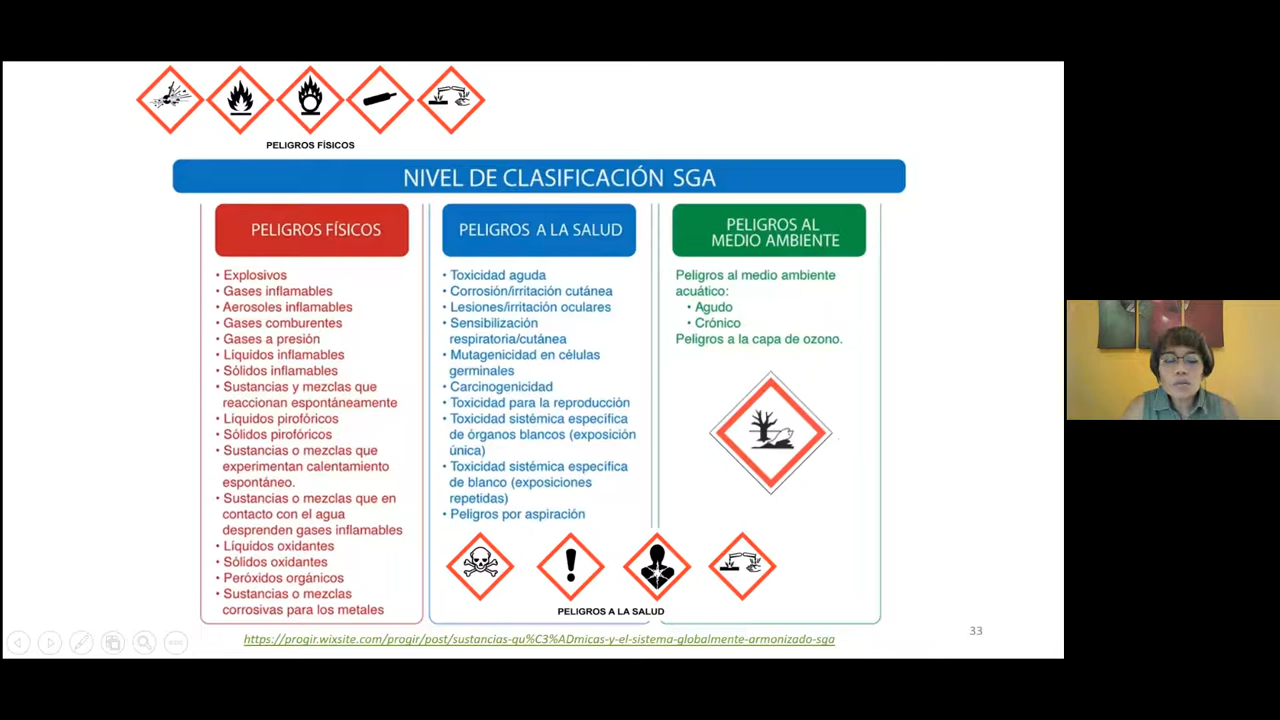 PELIGROS FÍSICOS
NIVEL DE CLASIFICACIÓN SGA
PELIGROS FÍSICOS
• Explosivos
• Gases inflamables
• Aerosoles inflamables
• Gases comburentes
• Gases a presión
• Líquidos inflamables
• Sólidos inflamables
• Sustancias y mezclas que
reaccionan espontáneamente
• Líquidos pirofóricos
• Sólidos pirofóricos
• Sustancias o mezclas que
experimentan calentamiento
espontáneo.
• Sustancias o mezclas que en
contacto con el agua
desprenden gases inflamables
• Líquidos oxidantes
• Sólidos oxidantes
• Peróxidos orgánicos
• Sustancias o mezclas
corrosivas para los metales
PELIGROS A LA SALUD
• Toxicidad aguda
• Corrosión/irritación cutánea
• Lesiones/irritación oculares
• Sensibilización
respiratoria/cutánea
• Mutagenicidad en células
germinales
• Carcinogenicidad
• Toxicidad para la reproducción
• Toxicidad sistémica específica
de órganos blancos (exposición
única)
• Toxicidad sistémica específica
de blanco (exposiciones
repetidas)
• Peligros por aspiración
PELIGROS A LA SALUD
PELIGROS AL
MEDIO AMBIENTE
Peligros al medio ambiente
acuático:
• Agudo
• Crónico
Peligros a la capa de ozono.
https://progir.wixsite.com/progir/post/sustancias-qu%C3%ADmicas-y-el-sistema-globalmente-armonizado-sga
33